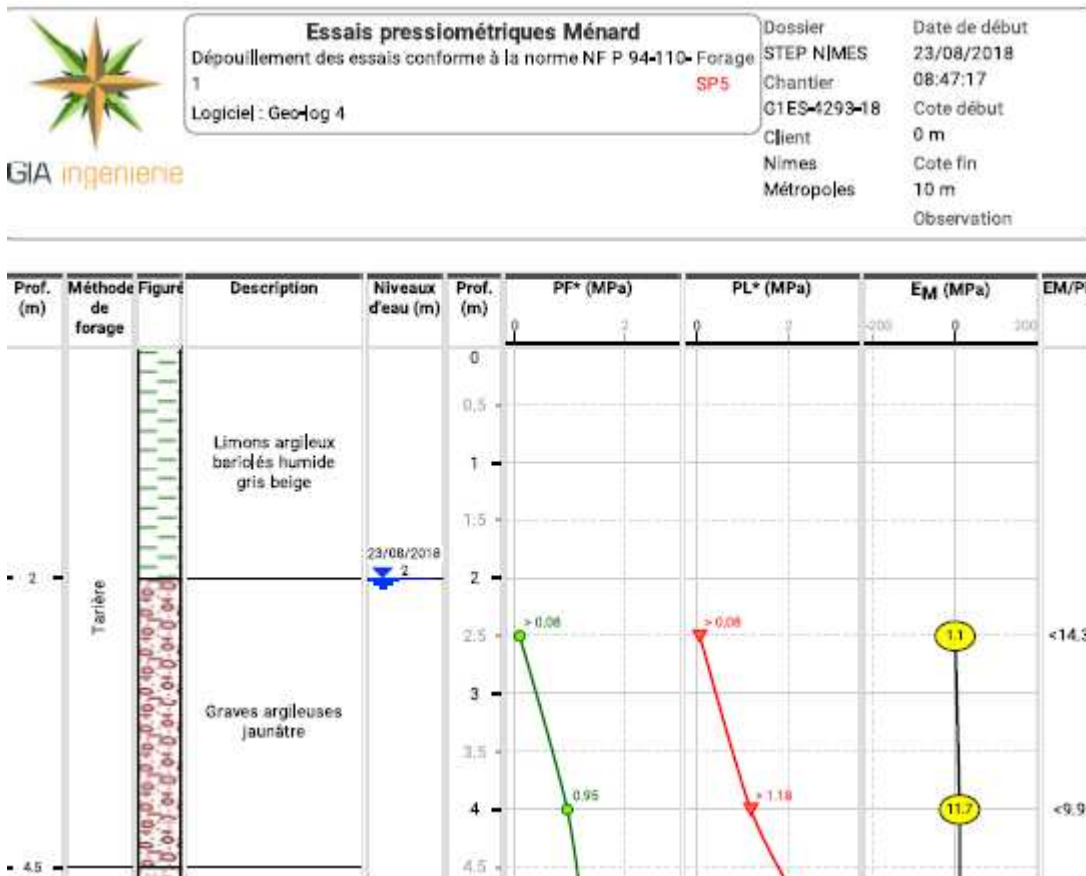 GIA ingenierie
Essais pressiométriques Ménard
Dépouillement des essais conforme à la norme NF P 94-110-
1
Logiciel : Geo-log 4
Forage
SP5
Dossier
STEP NIMES
Chantier
G1ES-4293-18
Client
Nimes
Métropoles
Date de début
23/08/2018
08:47:17
Cote début
0 m
Cote fin
10 m
Observation
Prof.
(m)
Méthode
de
forage
Figuré
Description
Niveaux
d'eau (m)
Prof.
(m)
PF* (MPa)
0 2
PL* (MPa)
0 2
EM (MPa)
-200 0 200
EM/P
0
0.5
Limons argileux
bariolés humide
gris beige
1
1.5
23/08/2018
2
2
2
Tarière
> 0.08
> 0.08
2.5
1.1
<14.3
Graves argileuses
jaunâtre
3
3.5
0.95
> 1.18
4
11.7
<9.9
4.5
4.5